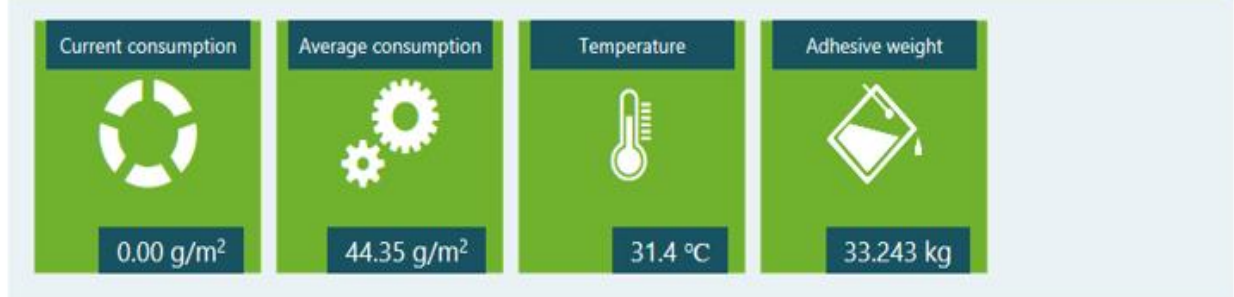 Current consumption
Average consumption
Temperature
Adhesive weight
0.00 g/m²
44.35 g/m²
31.4 °C
33.243 kg